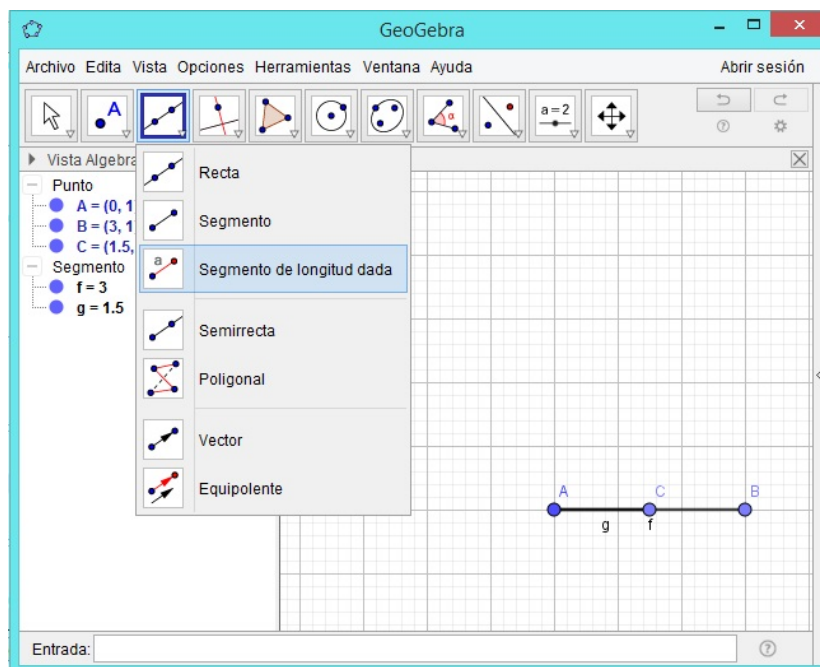 GeoGebra
Archivo Edita Vista Opciones Herramientas Ventana Ayuda Abrir sesión
A
α
a=2
Vista Algebra
Punto
A = (0, 1
B = (3, 1
C = (1.5,
Segmento
f = 3
g = 1.5
Recta
Segmento
a
Segmento de longitud dada
Semirrecta
Poligonal
Vector
Equipolente
A C B
g f
Entrada: